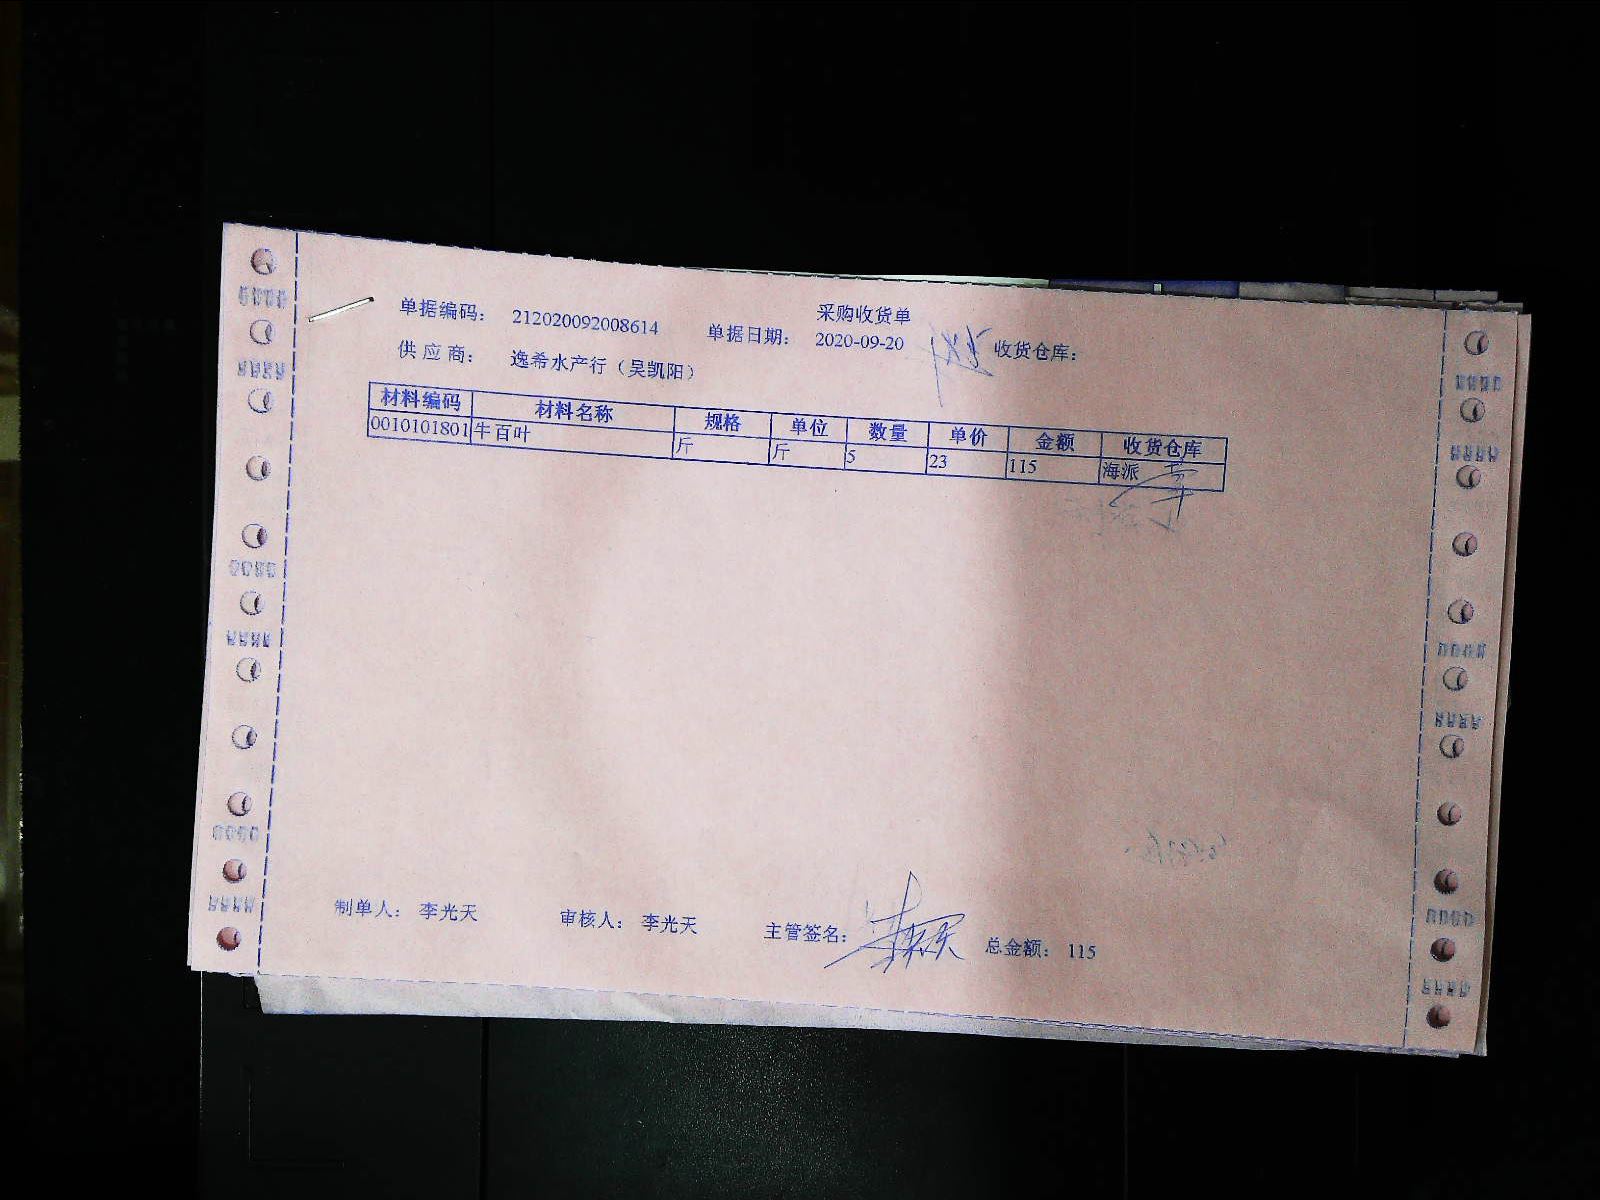 采购收货单
单据编码： 212020092008614 单据日期： 2020-09-20 收货仓库：
供 应 商： 逸希水产行（吴凯阳）
材料编码 材料名称 规格 单位 数量 单价 金额 收货仓库
0010101801 牛百叶 斤 斤 5 23 115 海派
制单人： 李光天 审核人： 李光天 主管签名： 总金额： 115